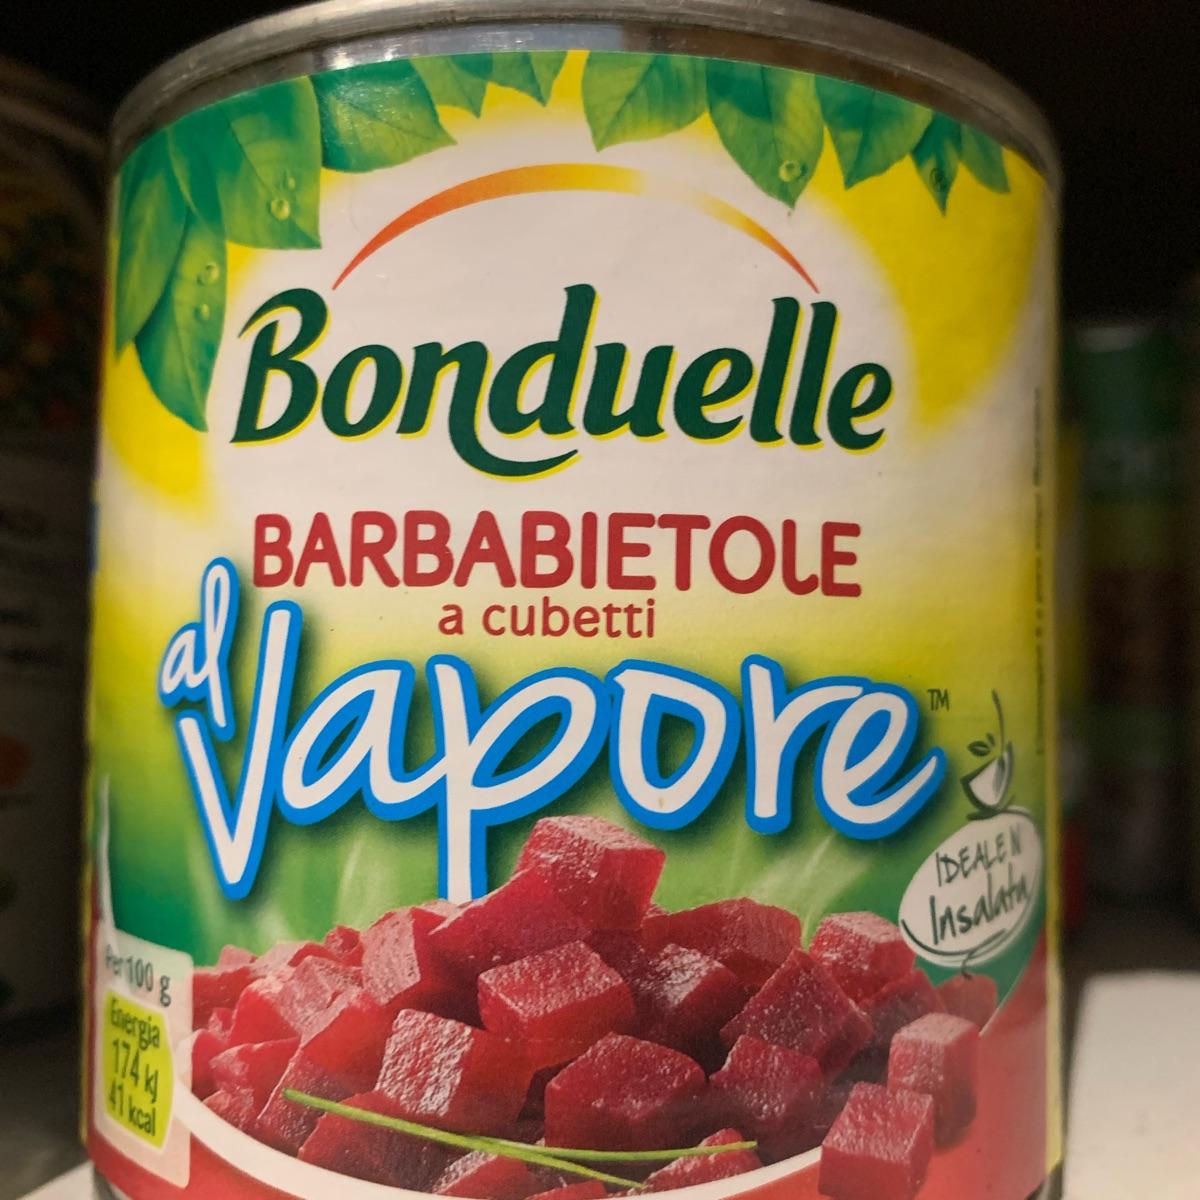 Bonduelle
BARBABIETOLE
a cubetti
al
Vapore™
IDEALE IN
Insalata
Per 100 g
Energia
174 kJ
41 kcal